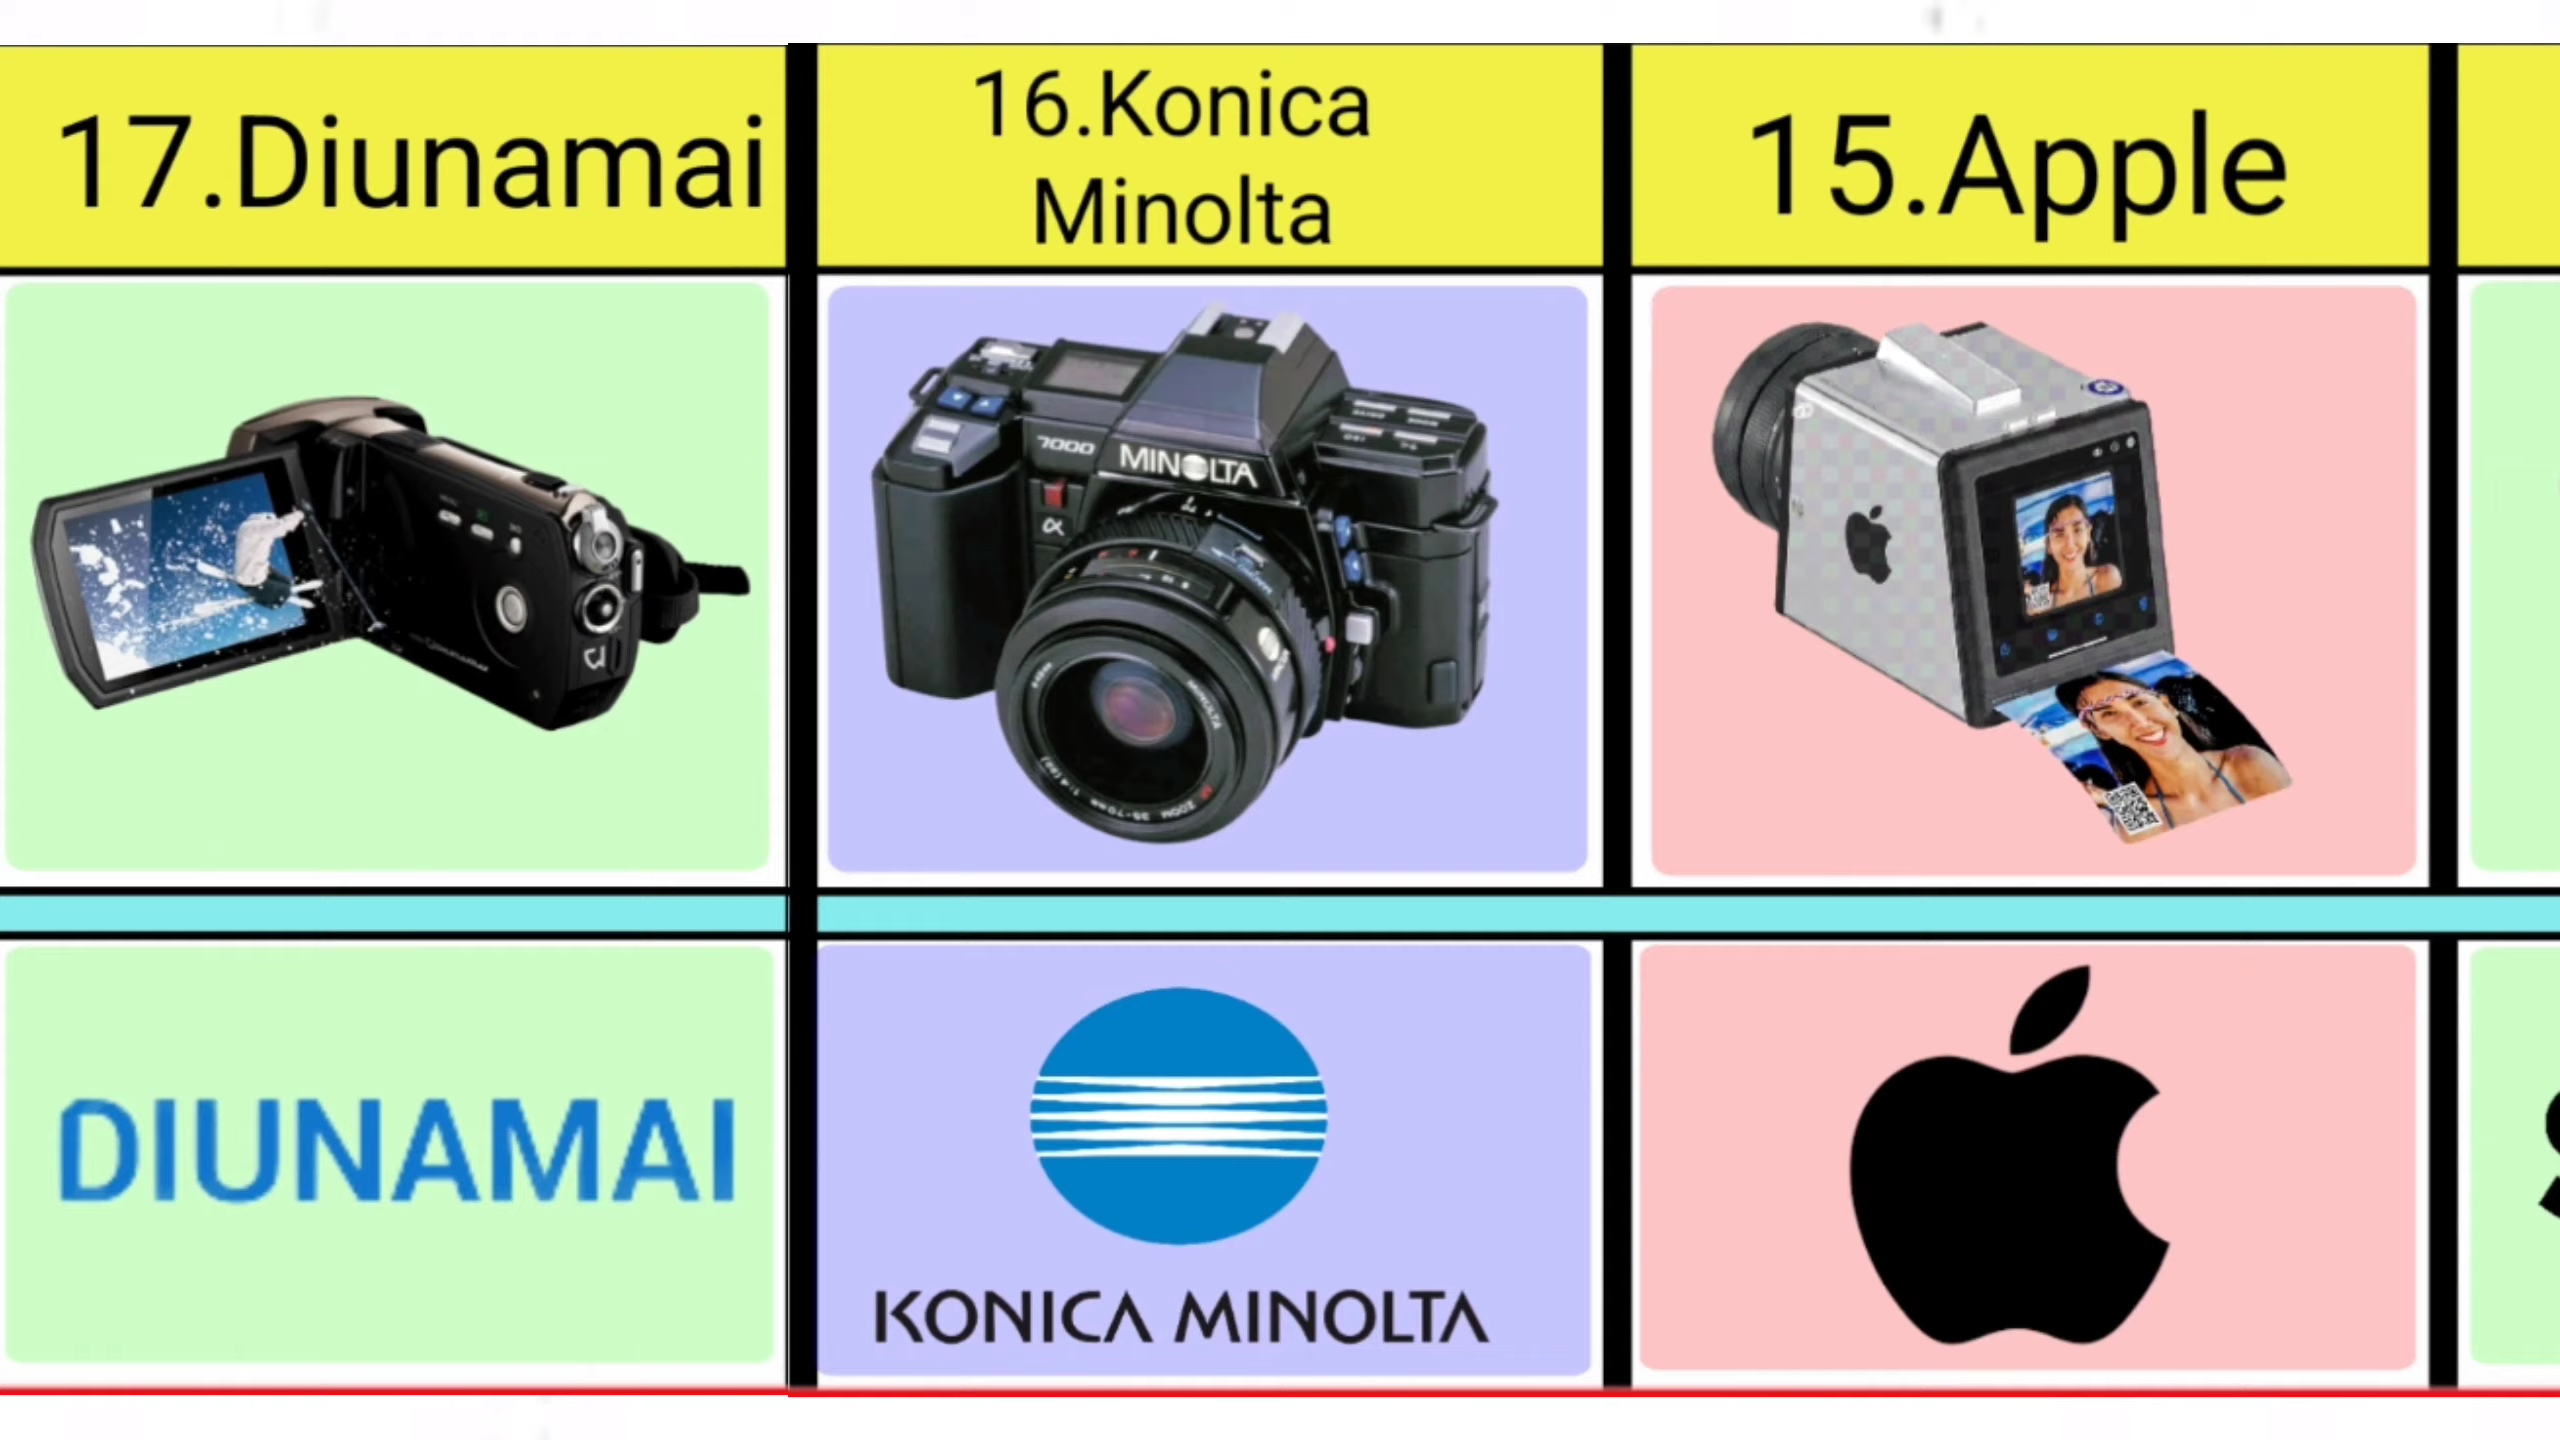 17.Diunamai
16.Konica
Minolta
15.Apple
7000
MINOLTA
α
DIUNAMAI
KONICA MINOLTA